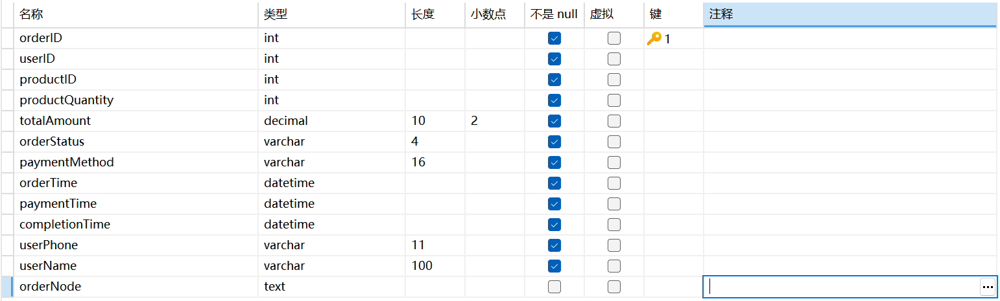 名称 类型 长度 小数点 不是 null 虚拟 键 注释
orderID int 1
userID int
productID int
productQuantity int
totalAmount decimal 10 2
orderStatus varchar 4
paymentMethod varchar 16
orderTime datetime
paymentTime datetime
completionTime datetime
userPhone varchar 11
userName varchar 100
orderNode text